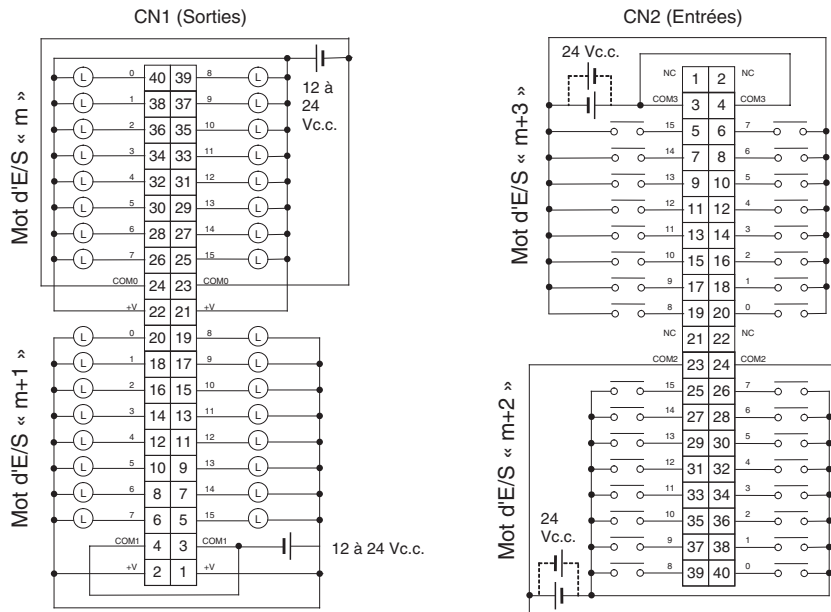 CN1 (Sorties)
12 à
24
Vc.c.
Mot d'E/S « m »
L 0 40 39 8 L
L 1 38 37 9 L
L 2 36 35 10 L
L 3 34 33 11 L
L 4 32 31 12 L
L 5 30 29 13 L
L 6 28 27 14 L
L 7 26 25 15 L
COM0 24 23 COM0
+V 22 21 +V
Mot d'E/S « m+1 »
L 0 20 19 8 L
L 1 18 17 9 L
L 2 16 15 10 L
L 3 14 13 11 L
L 4 12 11 12 L
L 5 10 9 13 L
L 6 8 7 14 L
L 7 6 5 15 L
COM1 4 3 COM1
12 à 24 Vc.c.
+V 2 1 +V
CN2 (Entrées)
24 Vc.c.
Mot d'E/S « m+3 »
NC 1 2 NC
COM3 3 4 COM3
15 5 6 7
14 7 8 6
13 9 10 5
12 11 12 4
11 13 14 3
10 15 16 2
9 17 18 1
8 19 20 0
NC 21 22 NC
COM2 23 24 COM2
Mot d'E/S « m+2 »
15 25 26 7
14 27 28 6
13 29 30 5
12 31 32 4
11 33 34 3
10 35 36 2
9 37 38 1
8 39 40 0
24
Vc.c.